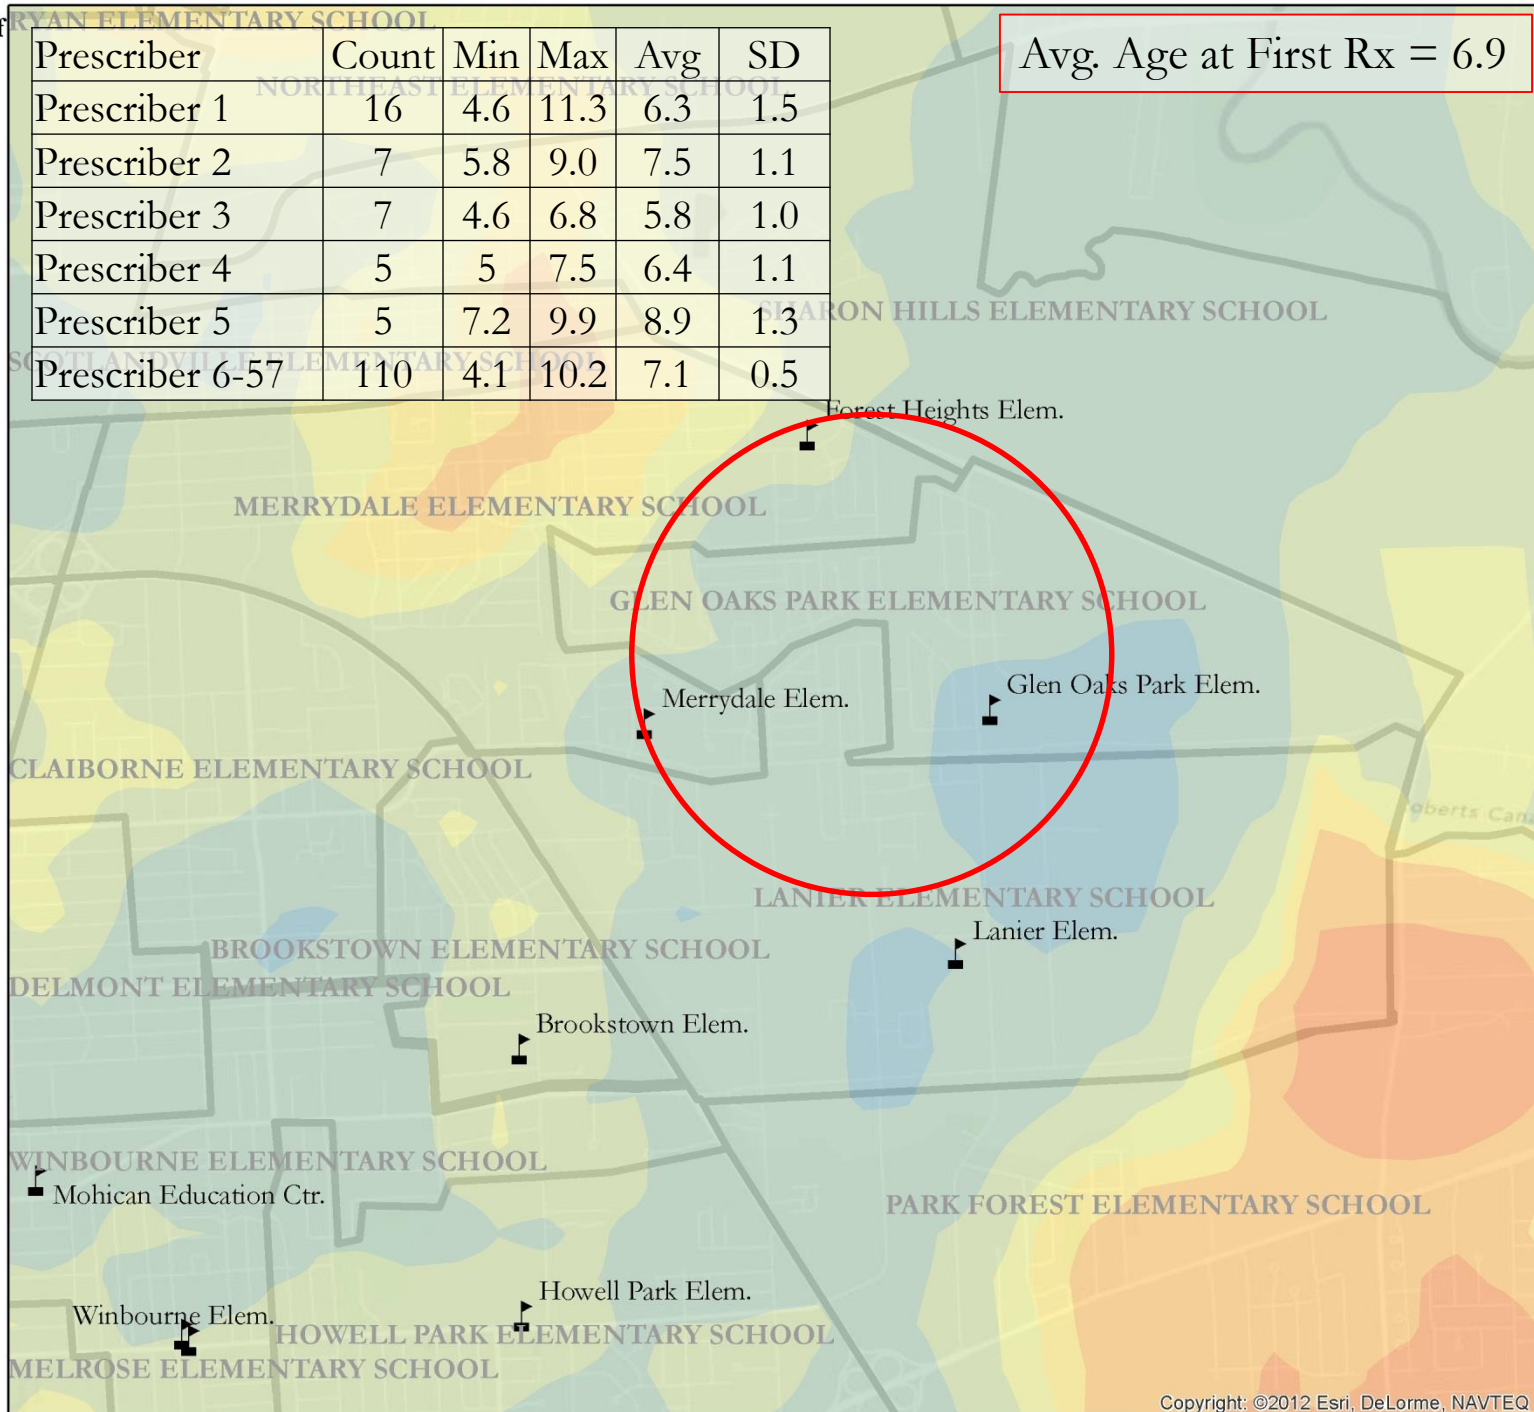 f
RYAN ELEMENTARY SCHOOL
Avg. Age at First Rx = 6.9
Prescriber Count Min Max Avg SD
NORTHEAST ELEMENTARY SCHOOL
Prescriber 1 16 4.6 11.3 6.3 1.5
Prescriber 2 7 5.8 9.0 7.5 1.1
Prescriber 3 7 4.6 6.8 5.8 1.0
Prescriber 4 5 5 7.5 6.4 1.1
SHARON HILLS ELEMENTARY SCHOOL
Prescriber 5 5 7.2 9.9 8.9 1.3
SCOTLANDVILLE ELEMENTARY SCHOOL
Prescriber 6-57 110 4.1 10.2 7.1 0.5
Forest Heights Elem.
MERRYDALE ELEMENTARY SCHOOL
GLEN OAKS PARK ELEMENTARY SCHOOL
Glen Oaks Park Elem.
Merrydale Elem.
CLAIBORNE ELEMENTARY SCHOOL
oberts Cana
LANIER ELEMENTARY SCHOOL
Lanier Elem.
BROOKSTOWN ELEMENTARY SCHOOL
DELMONT ELEMENTARY SCHOOL
Brookstown Elem.
WINBOURNE ELEMENTARY SCHOOL
Mohican Education Ctr.
PARK FOREST ELEMENTARY SCHOOL
Howell Park Elem.
Winbourne Elem.
HOWELL PARK ELEMENTARY SCHOOL
MELROSE ELEMENTARY SCHOOL
Copyright: ©2012 Esri, DeLorme, NAVTEQ